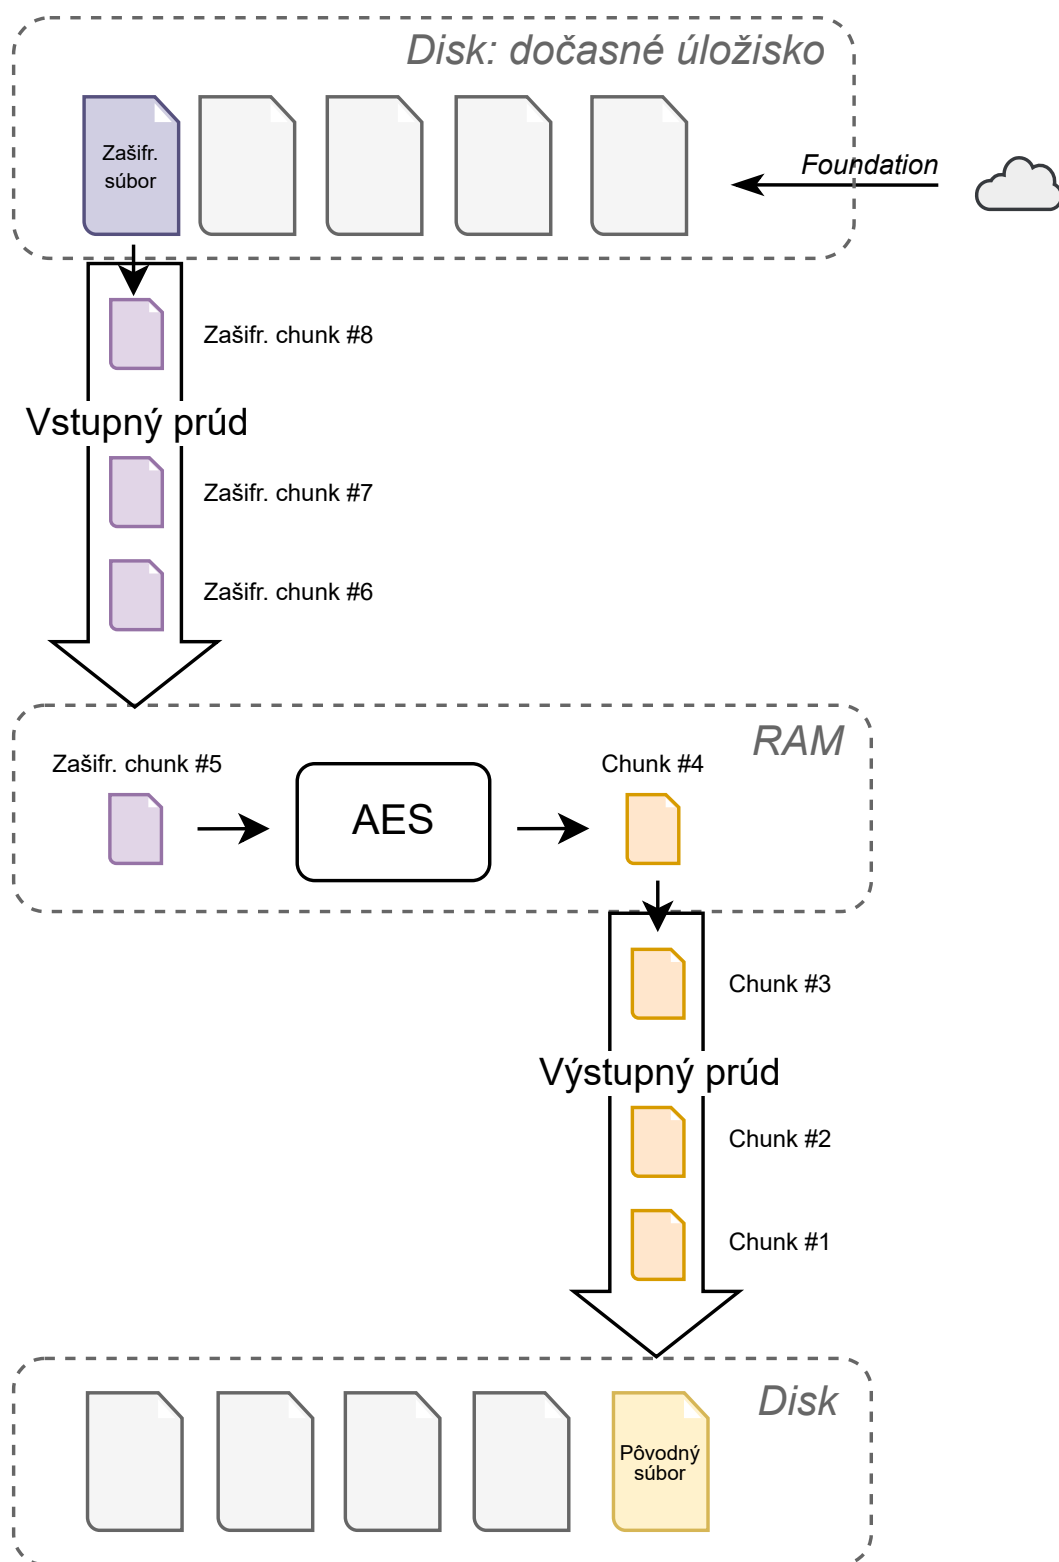 Disk: dočasné úložisko
Zašifr.
súbor
Foundation
Zašifr. chunk #8
Vstupný prúd
Zašifr. chunk #7
Zašifr. chunk #6
RAM
Zašifr. chunk #5
AES
Chunk #4
Chunk #3
Výstupný prúd
Chunk #2
Chunk #1
Disk
Pôvodný
súbor